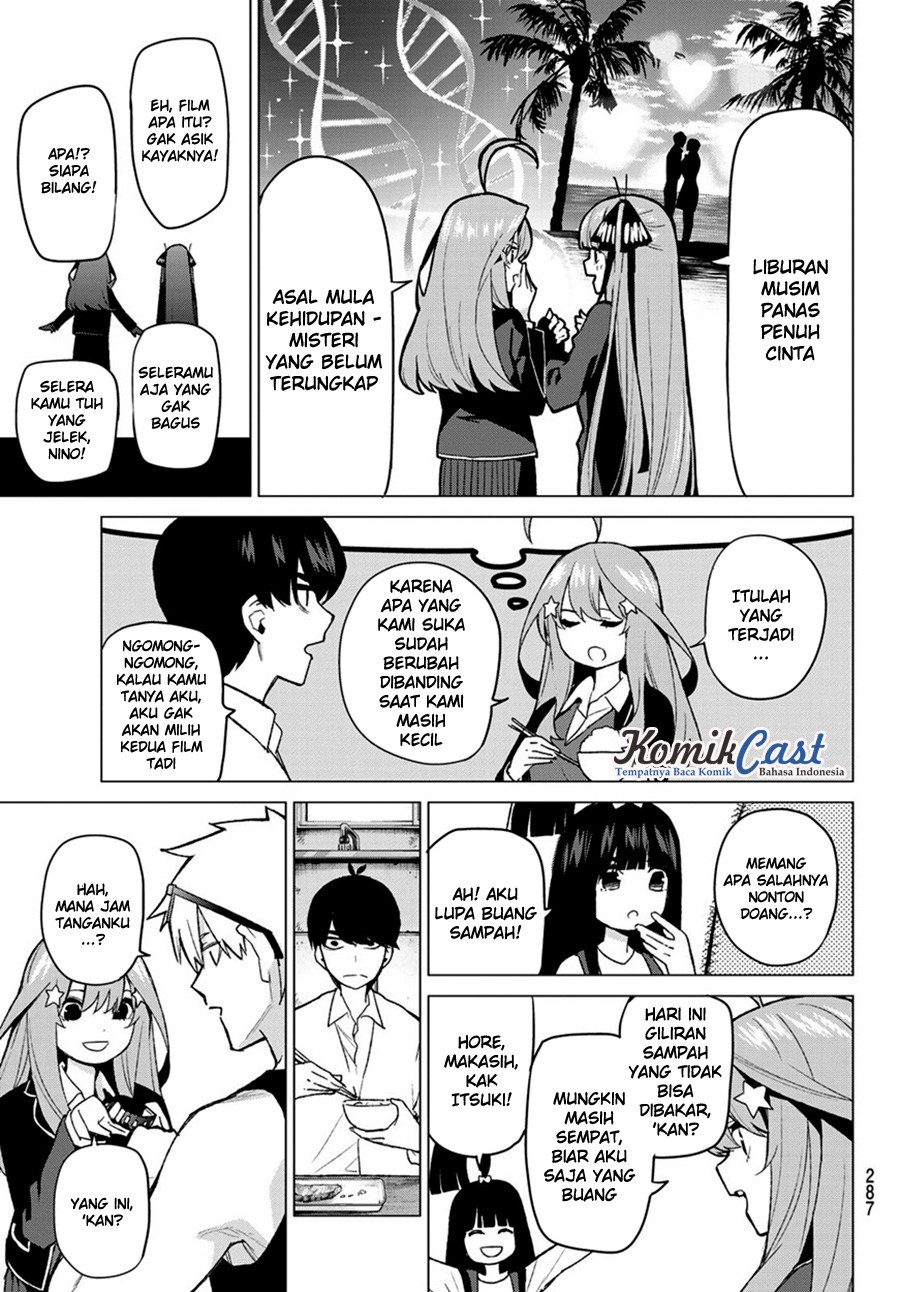 LIBURAN
MUSIM
PANAS
PENUH
CINTA
ASAL MULA
KEHIDUPAN -
MISTERI
YANG BELUM
TERUNGKAP
EH, FILM
APA ITU?
GAK ASIK
KAYAKNYA!
APA!?
SIAPA
BILANG!
SELERAMU
AJA YANG
GAK
BAGUS
SELERA
KAMU TUH
YANG
JELEK,
NINO!
ITULAH
YANG
TERJADI
...
KARENA
APA YANG
KAMI SUKA
SUDAH
BERUBAH
DIBANDING
SAAT KAMI
MASIH
KECIL
NGOMONG-
NGOMONG,
KALAU KAMU
TANYA AKU,
AKU GAK
AKAN MILIH
KEDUA FILM
TADI
KomikCast
Tempatnya Baca Komik Bahasa Indonesia
MEMANG
APA SALAHNYA
NONTON
DOANG...?
AH! AKU
LUPA BUANG
SAMPAH!
HARI INI
GILIRAN
SAMPAH
YANG TIDAK
BISA
DIBAKAR,
'KAN?
MUNGKIN
MASIH
SEMPAT,
BIAR AKU
SAJA YANG
BUANG
HORE,
MAKASIH,
KAK
ITSUKI!
HAH,
MANA JAM
TANGANKU
...?
YANG INI,
'KAN?
287